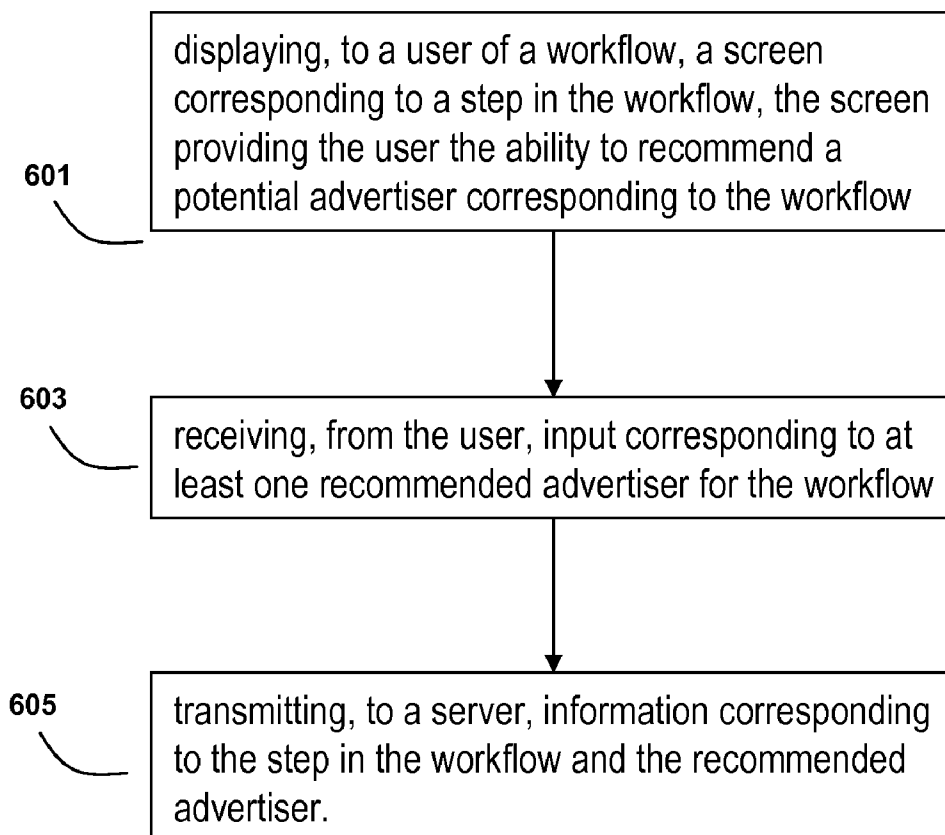 displaying, to a user of a workflow, a screen
corresponding to a step in the workflow, the screen
providing the user the ability to recommend a
potential advertiser corresponding to the workflow
601
603
receiving, from the user, input corresponding to at
least one recommended advertiser for the workflow
605
transmitting, to a server, information corresponding
to the step in the workflow and the recommended
advertiser.